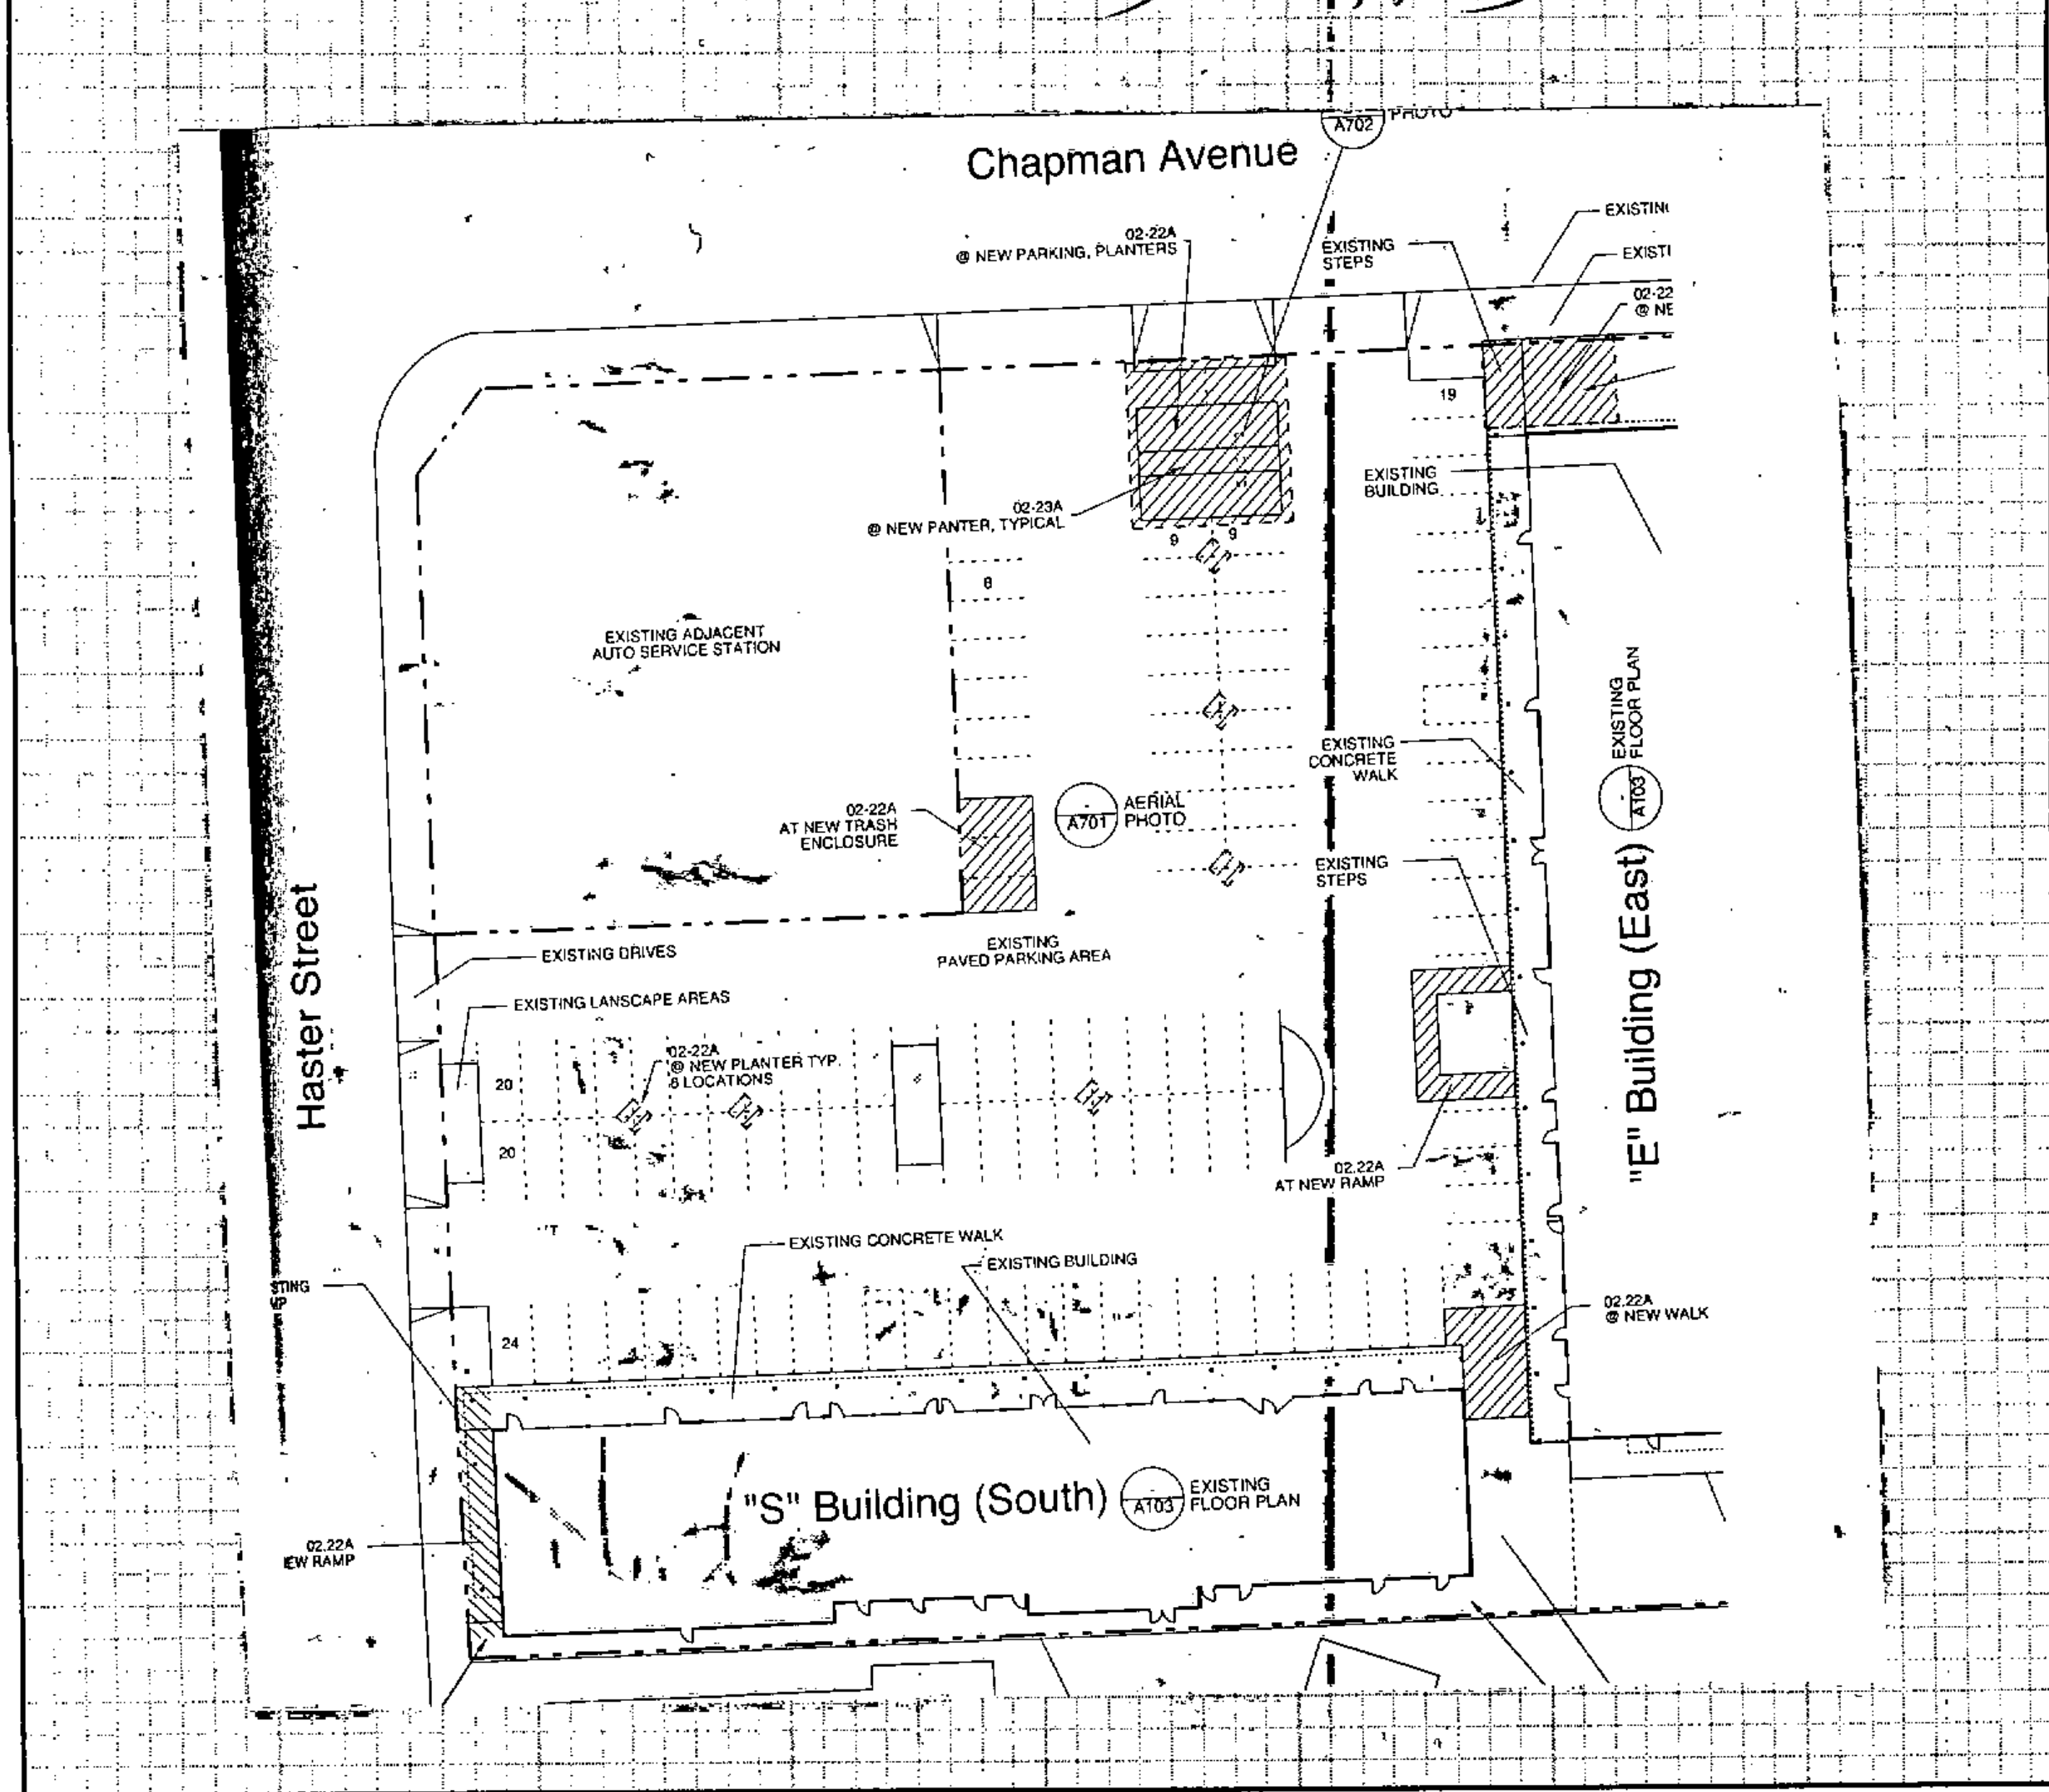 A702
PHOTO
Chapman Avenue
02-22A
@ NEW PARKING, PLANTERS
EXISTING
STEPS
02-22
19
EXISTING
BUILDING
02-23A
@ NEW PANTER, TYPICAL
9 9
8
EXISTING ADJACENT
AUTO SERVICE STATION
EXISTING
FLOOR PLAN
A103
EXISTING
CONCRETE
WALK
02-22A
AT NEW TRASH
ENCLOSURE
A701
AERIAL
PHOTO
EXISTING
STEPS
"E" Building (East)
Haster Street
EXISTING DRIVES
EXISTING
PAVED PARKING AREA
EXISTING LANSCAPE AREAS
02-22A
@ NEW PLANTER TYP.
8 LOCATIONS
20
20
02.22A
AT NEW RAMP
EXISTING CONCRETE WALK
EXISTING BUILDING
STING
02.22A
@ NEW WALK
24
"S" Building (South)
A103
EXISTING
FLOOR PLAN
02.22A
EW RAMP